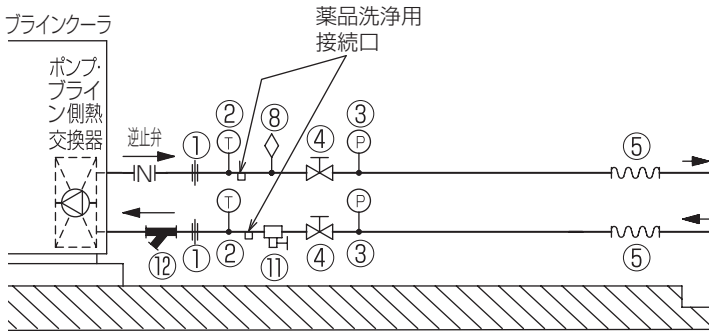 ブラインクーラ
薬品洗浄用
接続口
ポンプ・
ブライ
ン側熱
交換器
逆止弁
① ② ⑧ ④ ③ ⑤
T P
T P
⑫ ① ② ⑪ ④ ③ ⑤